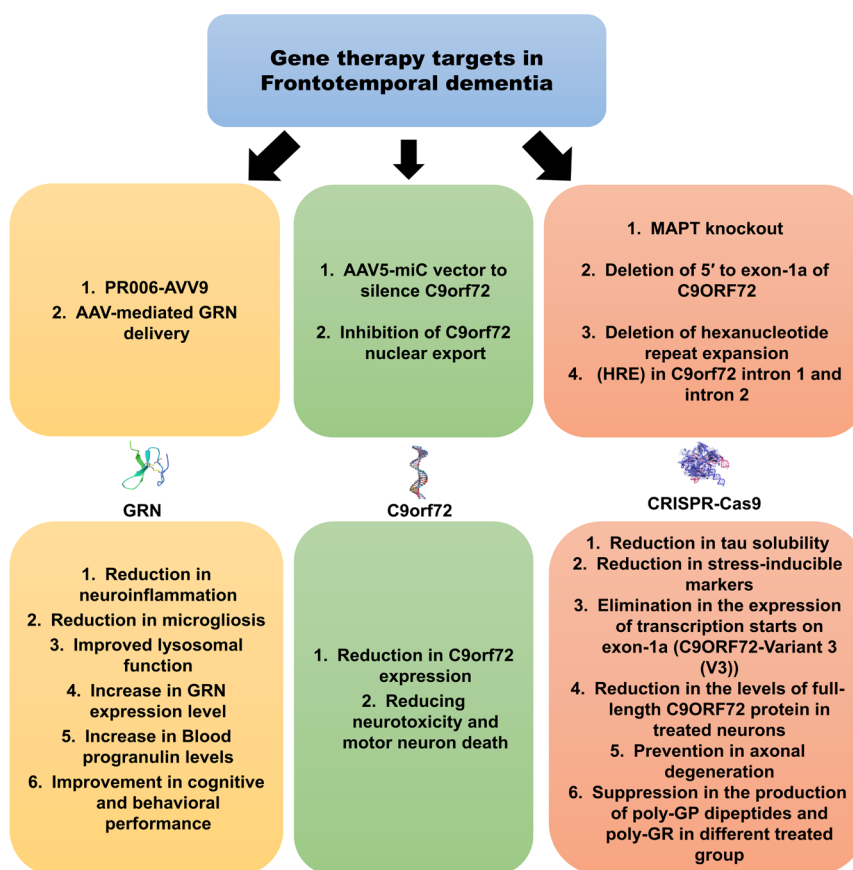 Gene therapy targets in
Frontotemporal dementia
1. PR006-AVV9
2. AAV-mediated GRN
delivery
1. AAV5-miC vector to
silence C9orf72
2. Inhibition of C9orf72
nuclear export
1. MAPT knockout
2. Deletion of 5′ to exon-1a of
C9ORF72
3. Deletion of hexanucleotide
repeat expansion
4. (HRE) in C9orf72 intron 1 and
intron 2
GRN
C9orf72
CRISPR-Cas9
1. Reduction in
neuroinflammation
2. Reduction in microgliosis
3. Improved lysosomal
function
4. Increase in GRN
expression level
5. Increase in Blood
progranulin levels
6. Improvement in cognitive
and behavioral
performance
1. Reduction in C9orf72
expression
2. Reducing
neurotoxicity and
motor neuron death
1. Reduction in tau solubility
2. Reduction in stress-inducible
markers
3. Elimination in the expression
of transcription starts on
exon-1a (C9ORF72-Variant 3
(V3))
4. Reduction in the levels of full-
length C9ORF72 protein in
treated neurons
5. Prevention in axonal
degeneration
6. Suppression in the production
of poly-GP dipeptides and
poly-GR in different treated
group